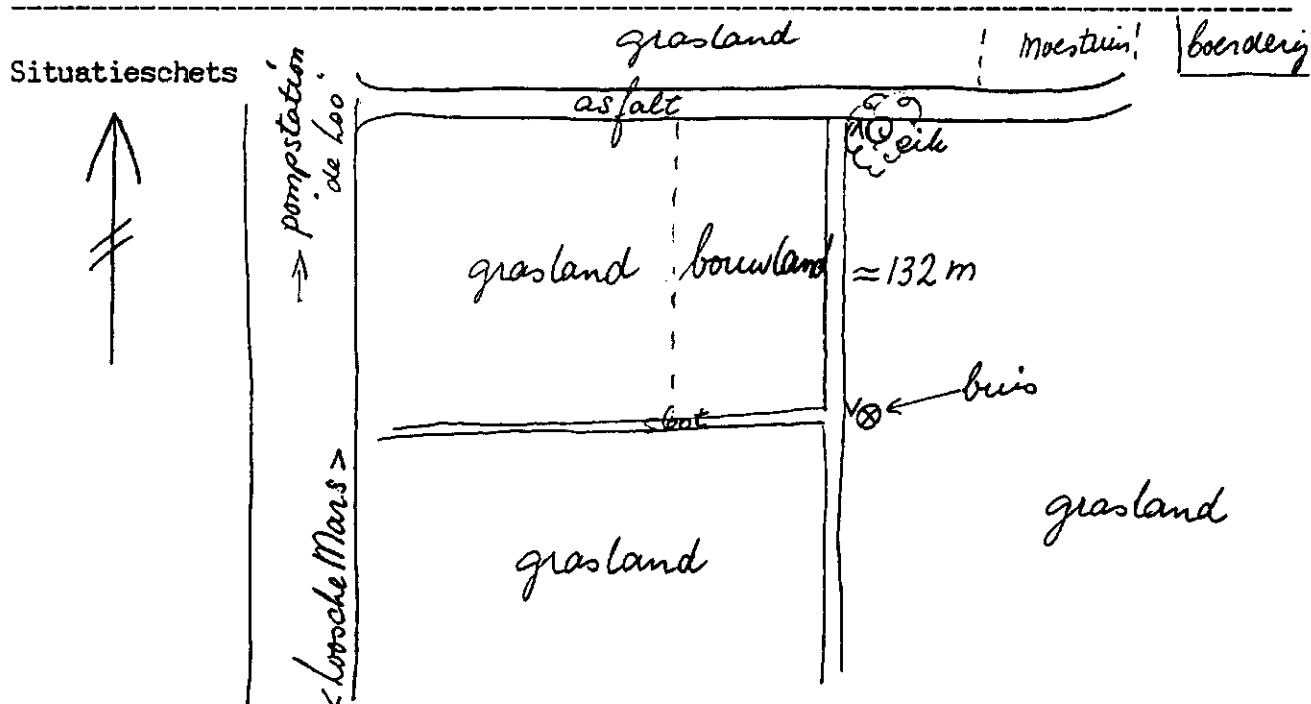 Situatieschets
grasland
moestuin
boerderij
→ pompstation
de Loo
asfalt
eik
grasland
bouwland
≈132 m
buis
sloot
< Loosche Mars >
grasland
grasland